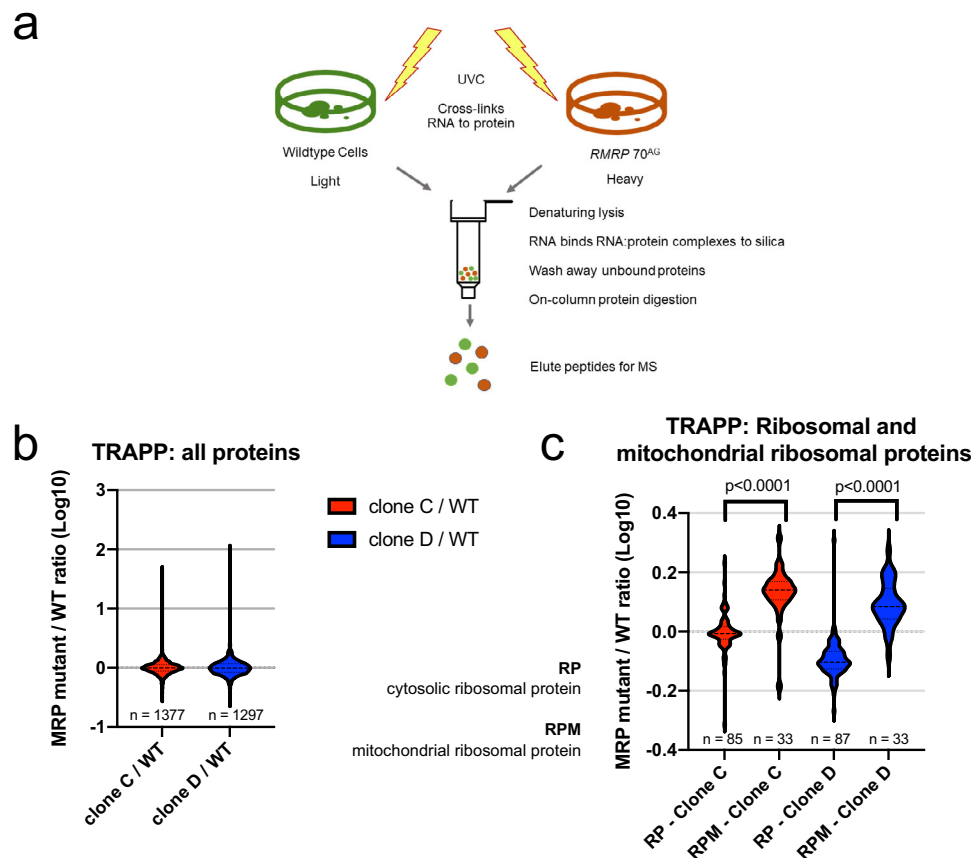 a
UVC
Cross-links
RNA to protein
Wildtype Cells
Light
RMRP 70AG
Heavy
Denaturing lysis
RNA binds RNA:protein complexes to silica
Wash away unbound proteins
On-column protein digestion
Elute peptides for MS
b
TRAPP: all proteins
MRP mutant / WT ratio (Log10)
3
2
1
0
-1
n = 1377
n = 1297
clone C / WT
clone D / WT
clone C / WT
clone D / WT
RP
cytosolic ribosomal protein
RPM
mitochondrial ribosomal protein
c
TRAPP: Ribosomal and
mitochondrial ribosomal proteins
p<0.0001
p<0.0001
MRP mutant / WT ratio (Log10)
0.4
0.2
0.0
-0.2
-0.4
n = 85
n = 33
n = 87
n = 33
RP - Clone C
RPM - Clone C
RP - Clone D
RPM - Clone D